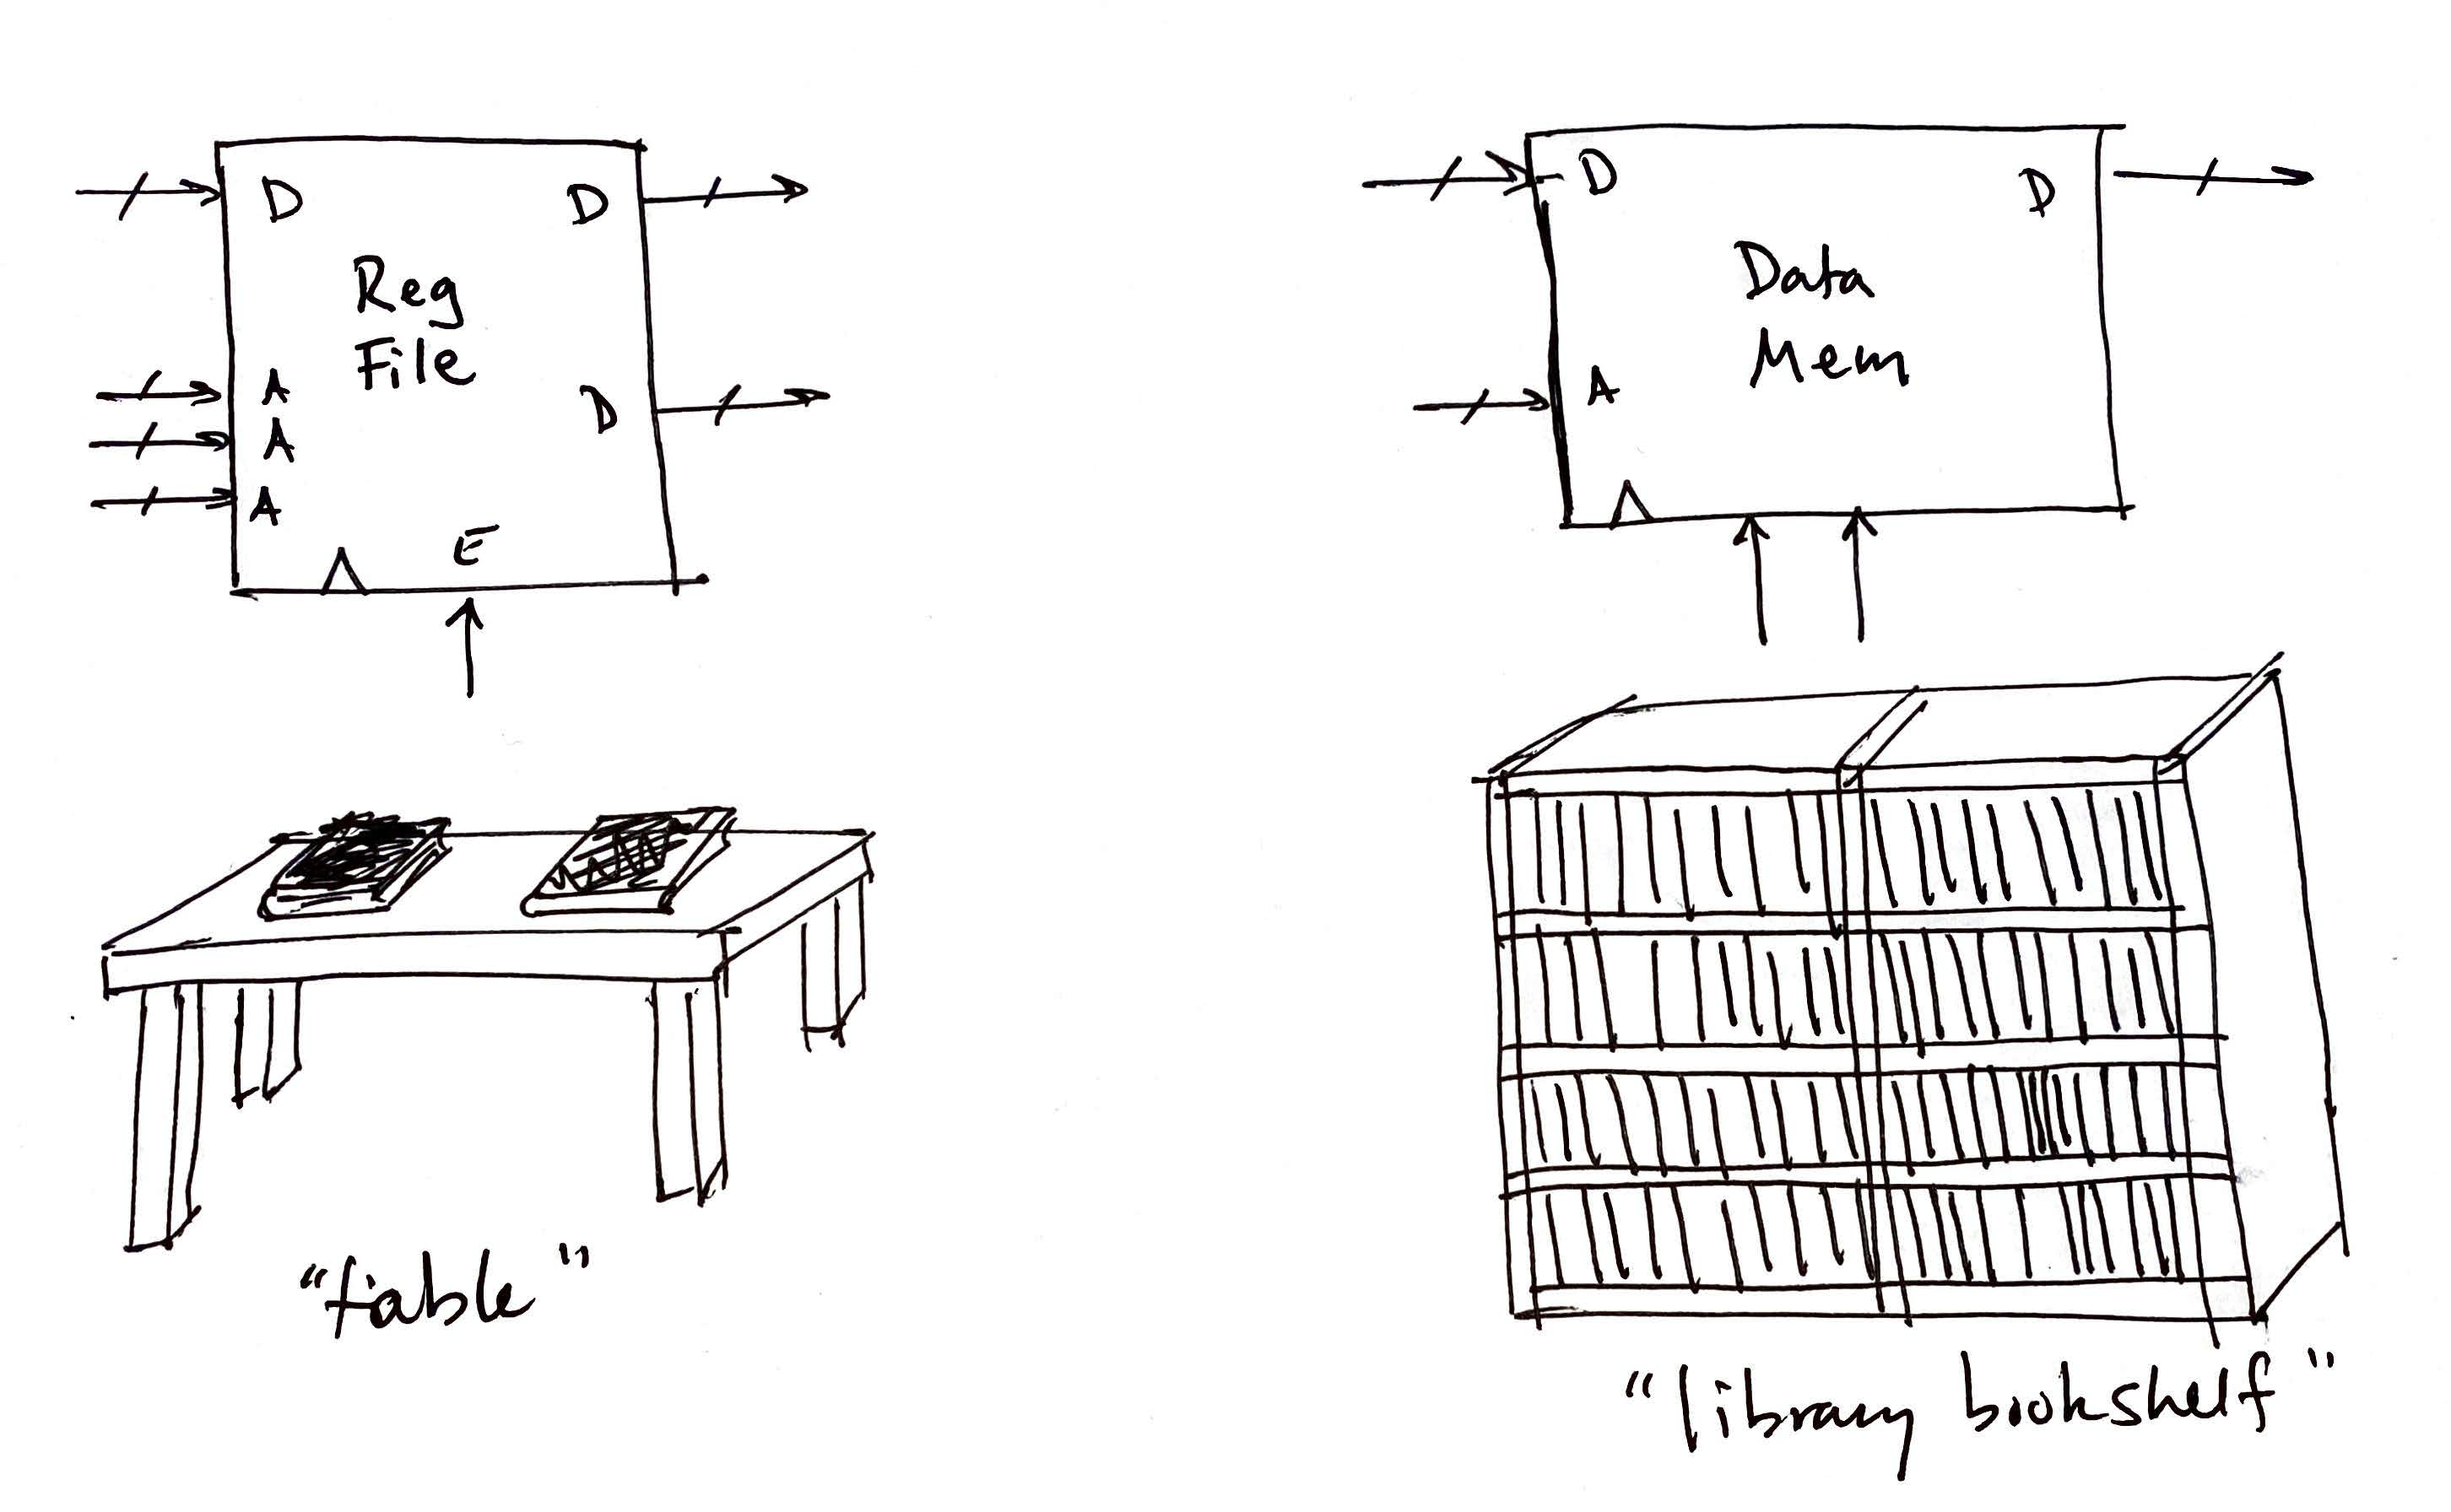 D
D
Reg
File
A
A
A
D
E
D
D
Data
Mem
A
"table"
"library bookshelf"